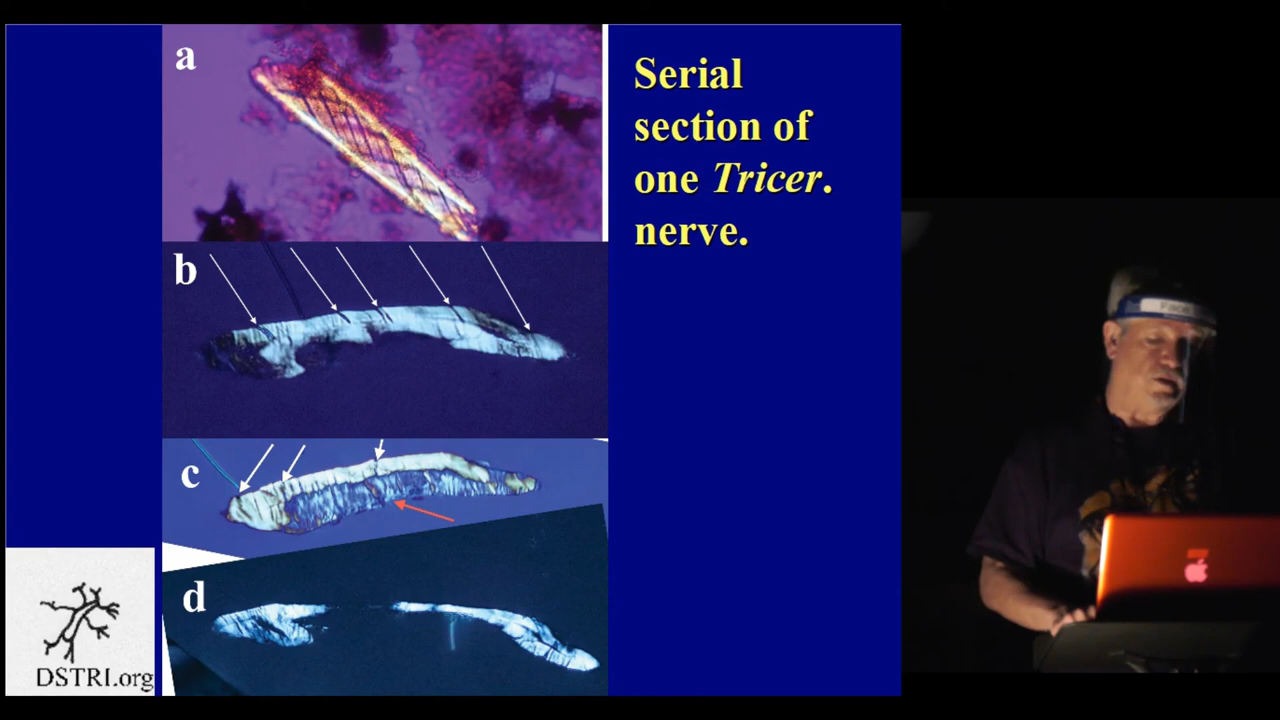 a
b
c
d
Serial
section of
one Tricer.
nerve.
DSTRI.org